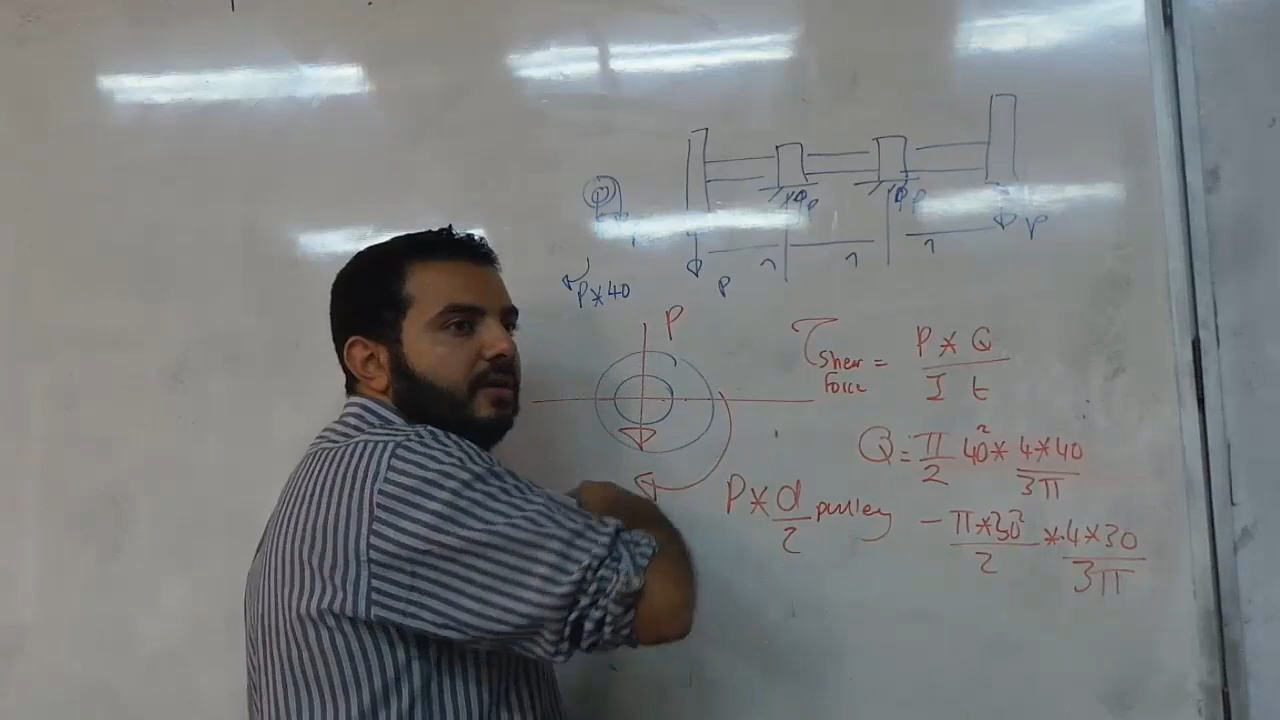 P P
P
P
P*40
P
τ Shear Force = P * Q / I t
Q = π/2 40² * 4*40/3π
P * d/2 pulley
- π*30²/2 * 4*30/3π